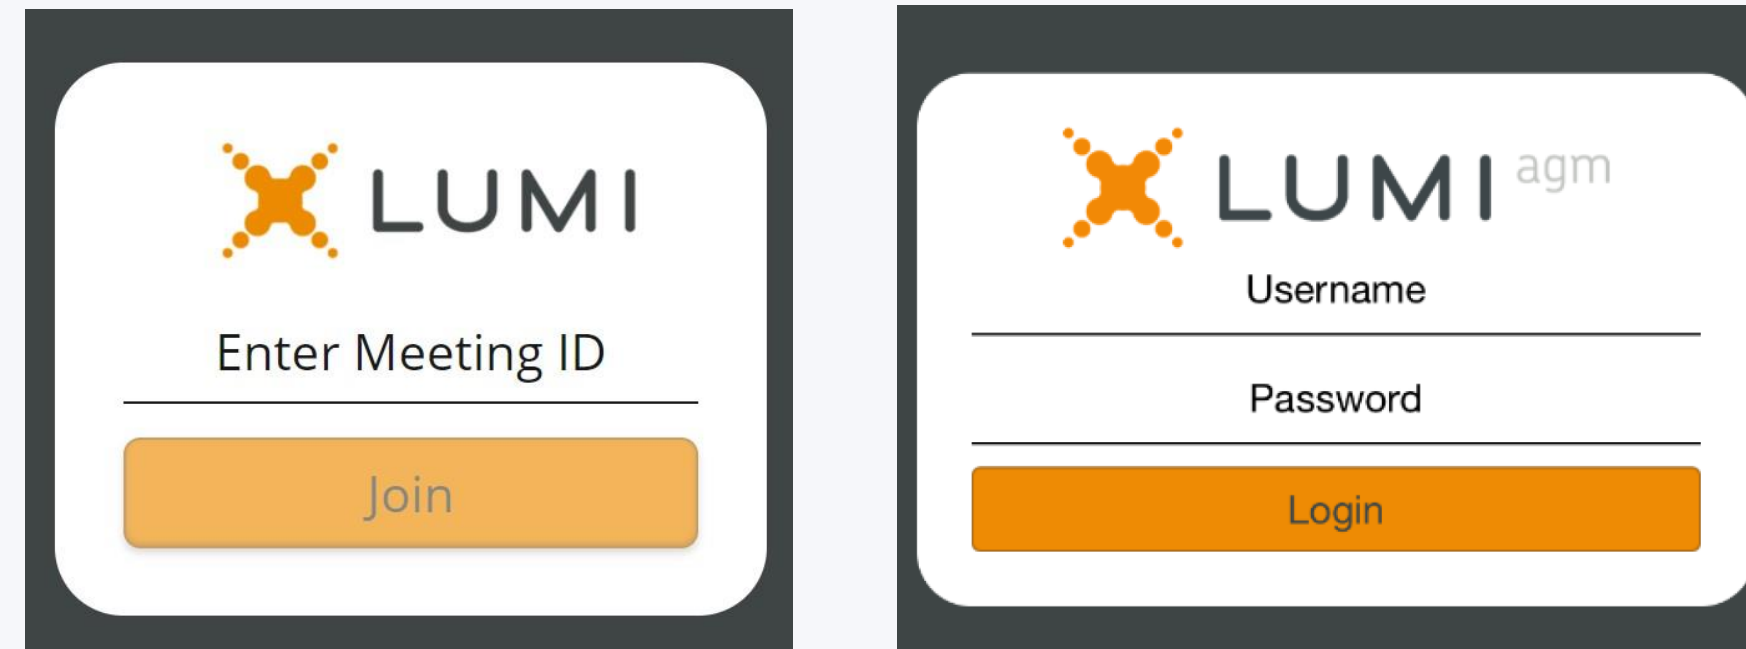 LUMI
Enter Meeting ID
Join
LUMI agm
Username
Password
Login